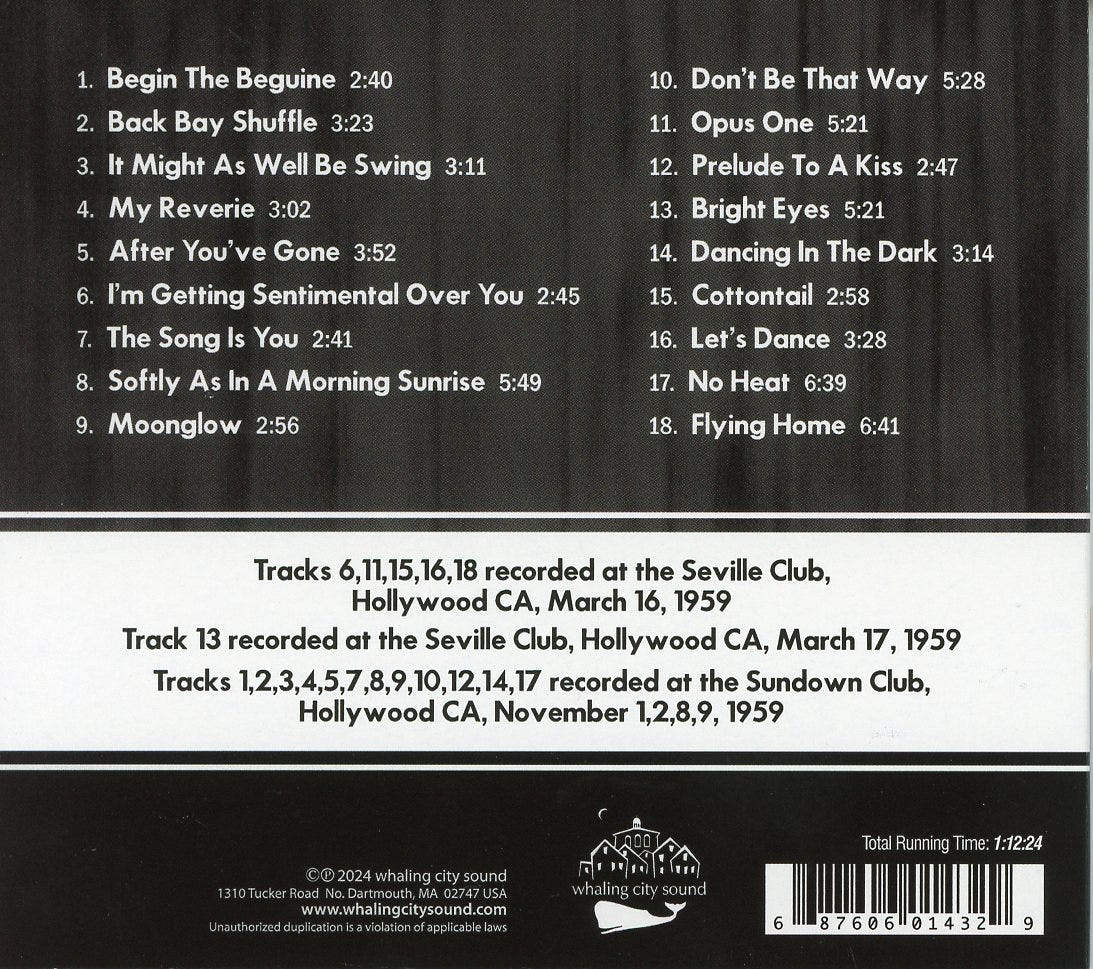 1. Begin The Beguine 2:40
2. Back Bay Shuffle 3:23
3. It Might As Well Be Swing 3:11
4. My Reverie 3:02
5. After You've Gone 3:52
6. I'm Getting Sentimental Over You 2:45
7. The Song Is You 2:41
8. Softly As In A Morning Sunrise 5:49
9. Moonglow 2:56
10. Don't Be That Way 5:28
11. Opus One 5:21
12. Prelude To A Kiss 2:47
13. Bright Eyes 5:21
14. Dancing In The Dark 3:14
15. Cottontail 2:58
16. Let's Dance 3:28
17. No Heat 6:39
18. Flying Home 6:41
Tracks 6,11,15,16,18 recorded at the Seville Club,
Hollywood CA, March 16, 1959
Track 13 recorded at the Seville Club, Hollywood CA, March 17, 1959
Tracks 1,2,3,4,5,7,8,9,10,12,14,17 recorded at the Sundown Club,
Hollywood CA, November 1,2,8,9, 1959
©℗ 2024 whaling city sound
1310 Tucker Road No. Dartmouth, MA 02747 USA
www.whalingcitysound.com
Unauthorized duplication is a violation of applicable laws
whaling city sound
Total Running Time: 1:12:24
6 87606 01432 9